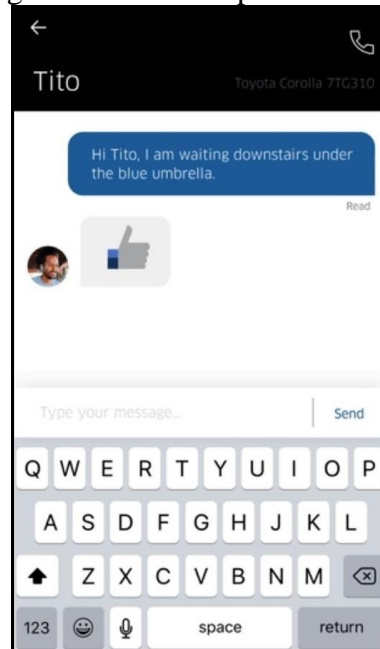 Tito
Toyota Corolla 7TG310
Hi Tito, I am waiting downstairs under
the blue umbrella.
Read
Type your message..
Send
Q W E R T Y U I O P
A S D F G H J K L
Z X C V B N M
123
space
return